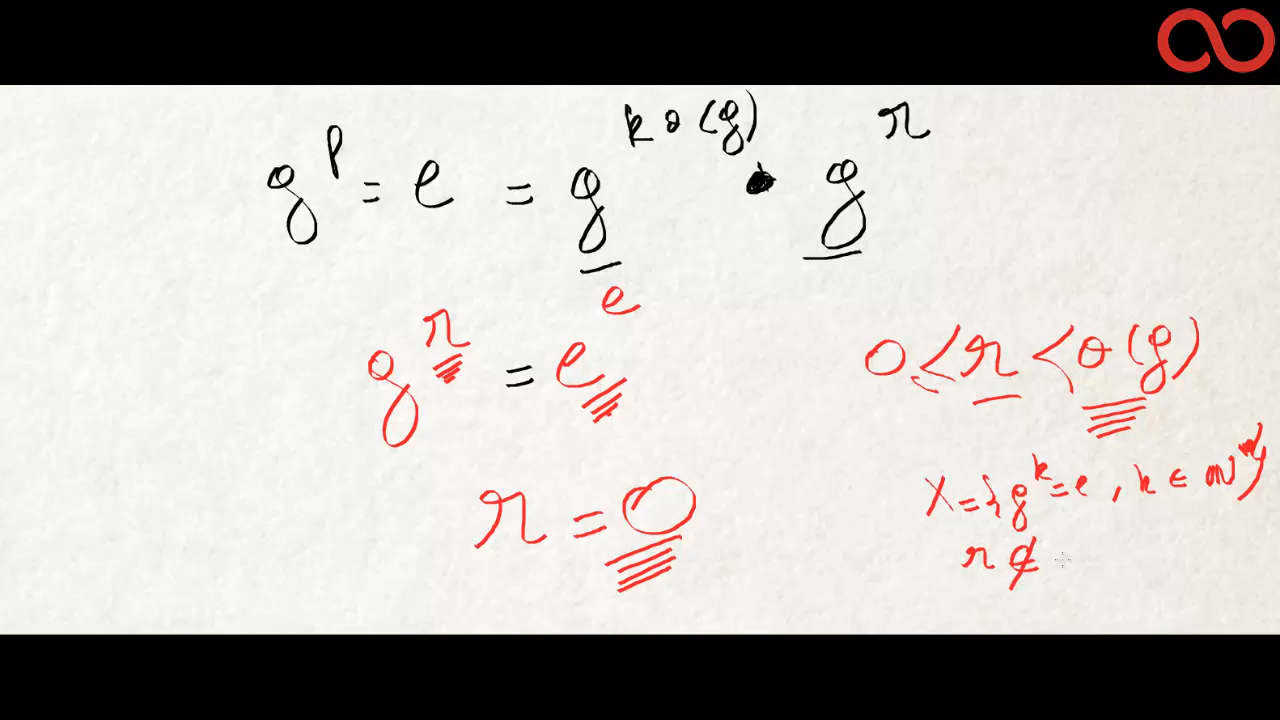 g^p = e = g^{k o(g)} · g^r
e
g^r = e
0 ≤ r < o(g)
X = {g^k = e, k ∈ ℕ*}
r ∉
r = 0